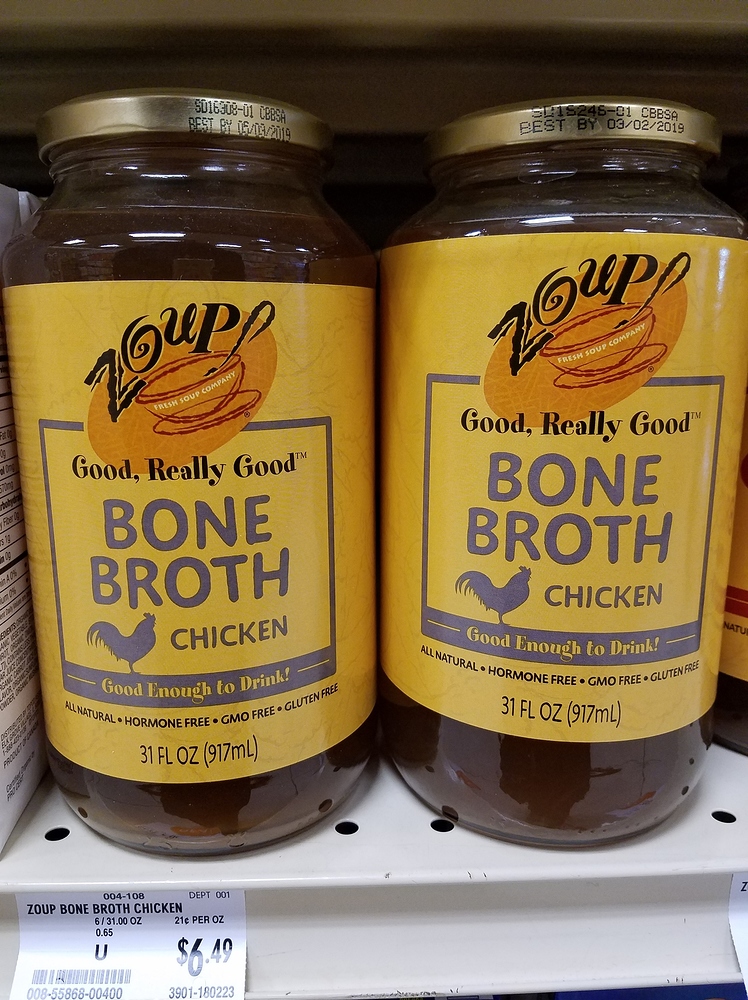 SD16308-01 CBBSA
BEST BY 06/03/2019
ZOUP
FRESH SOUP COMPANY
®
Good, Really Good™
BONE
BROTH
CHICKEN
Good Enough to Drink!
ALL NATURAL • HORMONE FREE • GMO FREE • GLUTEN FREE
31 FL OZ (917mL)
SD18246-01 CBBSA
BEST BY 03/02/2019
ZOUP
FRESH SOUP COMPANY
®
Good, Really Good™
BONE
BROTH
CHICKEN
Good Enough to Drink!
ALL NATURAL • HORMONE FREE • GMO FREE • GLUTEN FREE
31 FL OZ (917mL)
004-108 DEPT 001
ZOUP BONE BROTH CHICKEN
6 / 31.00 OZ 21¢ PER OZ
0.65
U $6.49
008-55868-00400 3901-180223